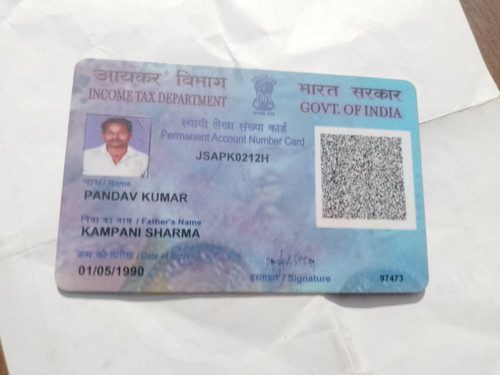 आयकर विभाग
INCOME TAX DEPARTMENT
भारत सरकार
GOVT. OF INDIA
स्थायी लेखा संख्या कार्ड
Permanent Account Number Card
JSAPK0212H
नाम / Name
PANDAV KUMAR
पिता का नाम / Father's Name
KAMPANI SHARMA
जन्म की तारीख / Date of Birth
01/05/1990
हस्ताक्षर / Signature
97473